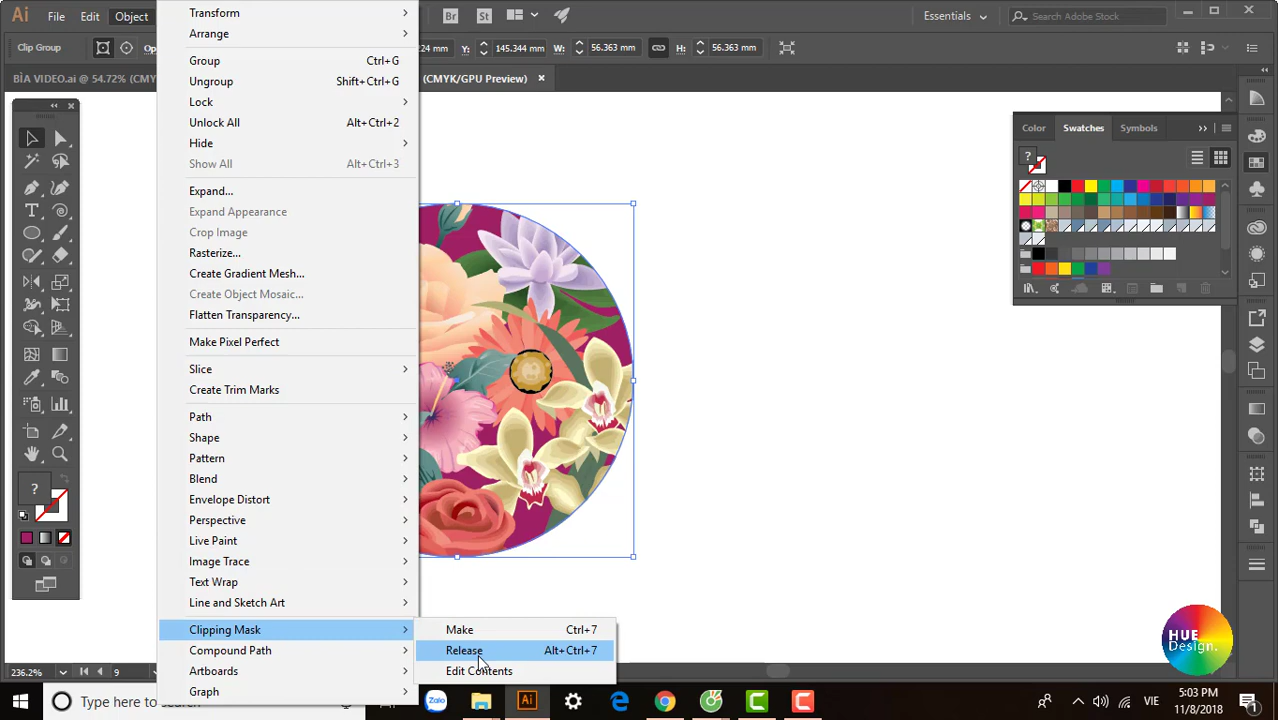 Ai File Edit Object Br St Essentials Search Adobe Stock
Clip Group 24 mm Y: 145.344 mm W: 56.363 mm H: 56.363 mm
BÌA VIDEO.ai @ 54.72% (CMY (CMYK/GPU Preview)
Transform
Arrange
Group Ctrl+G
Ungroup Shift+Ctrl+G
Lock
Unlock All Alt+Ctrl+2
Hide
Show All Alt+Ctrl+3
Expand...
Expand Appearance
Crop Image
Rasterize...
Create Gradient Mesh...
Create Object Mosaic...
Flatten Transparency...
Make Pixel Perfect
Slice
Create Trim Marks
Path
Shape
Pattern
Blend
Envelope Distort
Perspective
Live Paint
Image Trace
Text Wrap
Line and Sketch Art
Clipping Mask
Compound Path
Artboards
Graph
Make Ctrl+7
Release Alt+Ctrl+7
Edit Contents
Color Swatches Symbols
?
?
HUE
Design.
236.2% 9
Type here to Zalo Ai VIE 5:03 PM
11/8/2018 1